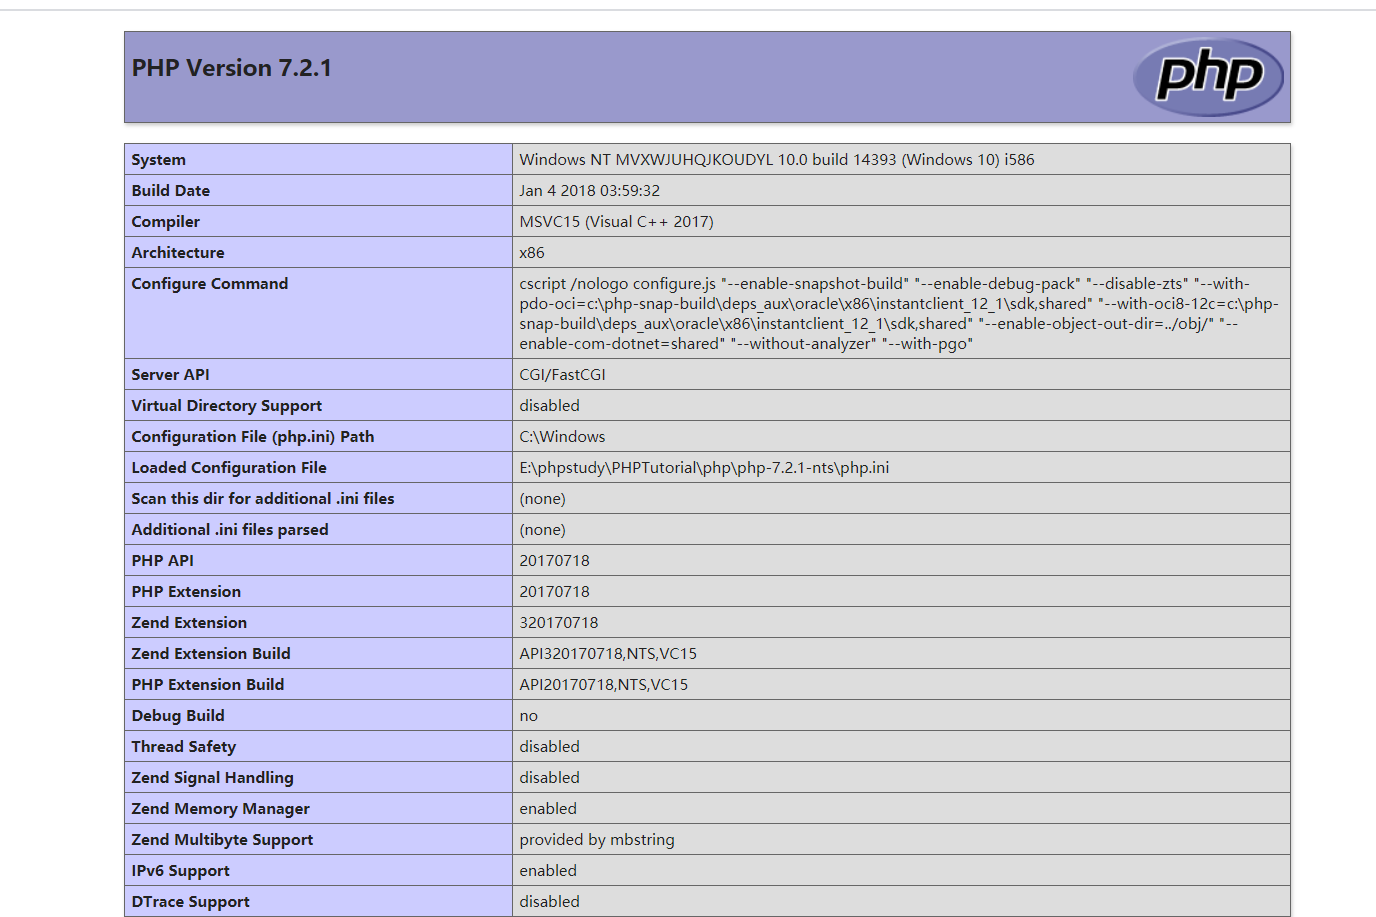 PHP Version 7.2.1
php
System Windows NT MVXWJUHQJKOUDYL 10.0 build 14393 (Windows 10) i586
Build Date Jan 4 2018 03:59:32
Compiler MSVC15 (Visual C++ 2017)
Architecture x86
Configure Command cscript /nologo configure.js "--enable-snapshot-build" "--enable-debug-pack" "--disable-zts" "--with-
pdo-oci=c:\php-snap-build\deps_aux\oracle\x86\instantclient_12_1\sdk,shared" "--with-oci8-12c=c:\php-
snap-build\deps_aux\oracle\x86\instantclient_12_1\sdk,shared" "--enable-object-out-dir=../obj/" "--
enable-com-dotnet=shared" "--without-analyzer" "--with-pgo"
Server API CGI/FastCGI
Virtual Directory Support disabled
Configuration File (php.ini) Path C:\Windows
Loaded Configuration File E:\phpstudy\PHPTutorial\php\php-7.2.1-nts\php.ini
Scan this dir for additional .ini files (none)
Additional .ini files parsed (none)
PHP API 20170718
PHP Extension 20170718
Zend Extension 320170718
Zend Extension Build API320170718,NTS,VC15
PHP Extension Build API20170718,NTS,VC15
Debug Build no
Thread Safety disabled
Zend Signal Handling disabled
Zend Memory Manager enabled
Zend Multibyte Support provided by mbstring
IPv6 Support enabled
DTrace Support disabled